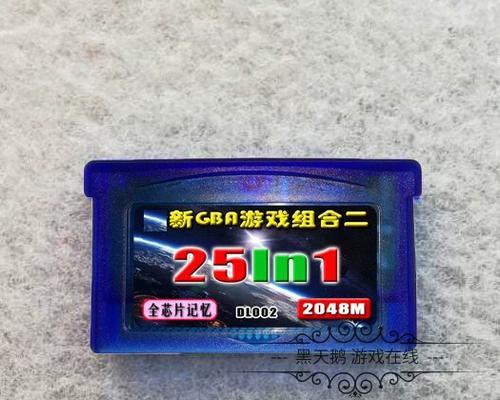 新GBA游戏组合二
25In1
全芯片记忆 DL002 2048M
--- 黑天鹅 游戏在线 ---